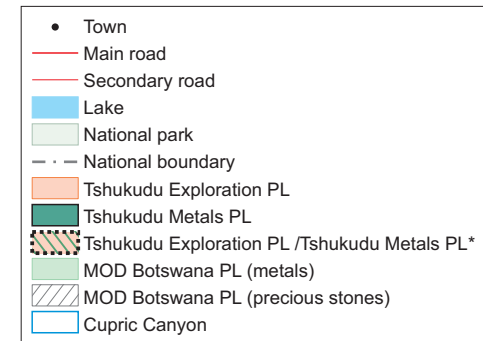 Town
Main road
Secondary road
Lake
National park
National boundary
Tshukudu Exploration PL
Tshukudu Metals PL
Tshukudu Exploration PL /Tshukudu Metals PL*
MOD Botswana PL (metals)
MOD Botswana PL (precious stones)
Cupric Canyon